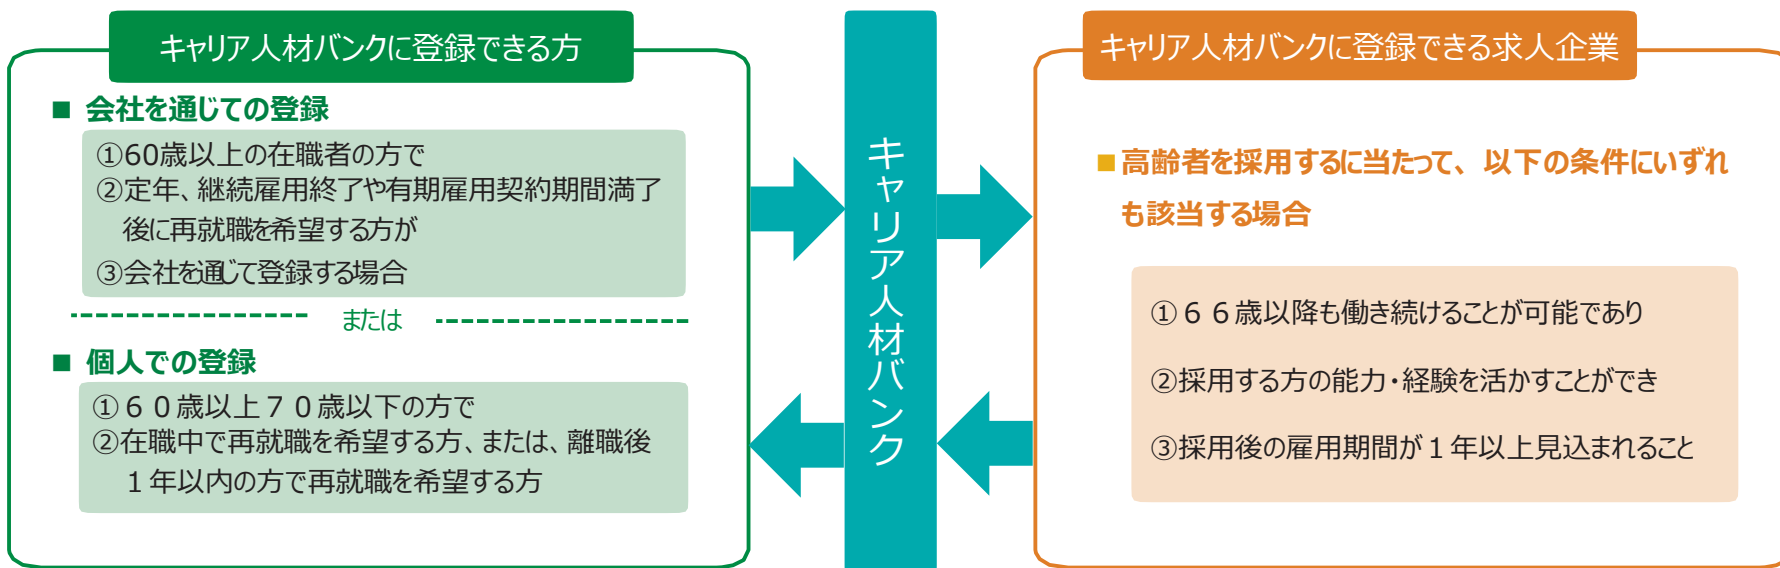 キャリア人材バンクに登録できる方
■ 会社を通じての登録
①60歳以上の在職者の方で
②定年、継続雇用終了や有期雇用契約期間満了
後に再就職を希望する方が
③会社を通じて登録する場合
または
■ 個人での登録
①６０歳以上７０歳以下の方で
②在職中で再就職を希望する方、または、離職後
１年以内の方で再就職を希望する方
キャリア人材バンク
キャリア人材バンクに登録できる求人企業
■高齢者を採用するに当たって、以下の条件にいずれ
も該当する場合
①６６歳以降も働き続けることが可能であり
②採用する方の能力・経験を活かすことができ
③採用後の雇用期間が１年以上見込まれること